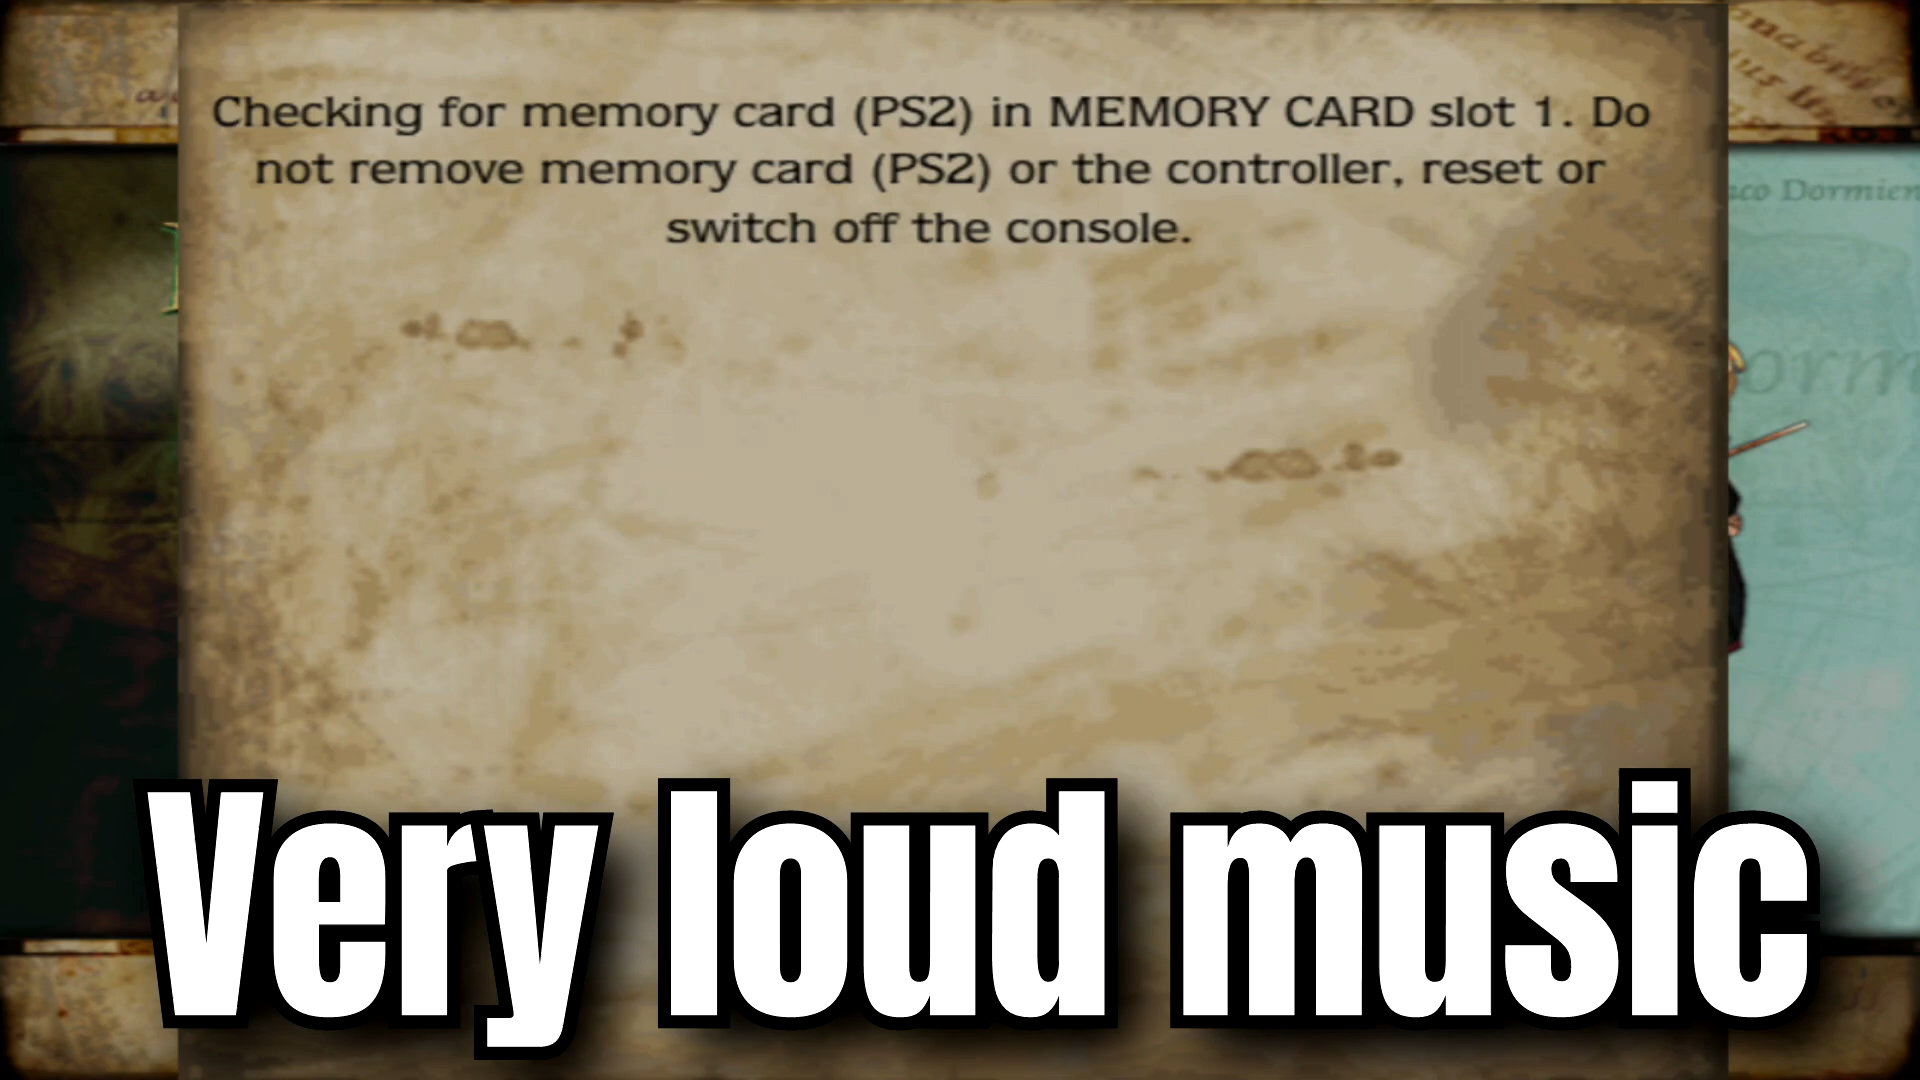 Checking for memory card (PS2) in MEMORY CARD slot 1. Do
not remove memory card (PS2) or the controller, reset or
switch off the console.
Very loud music